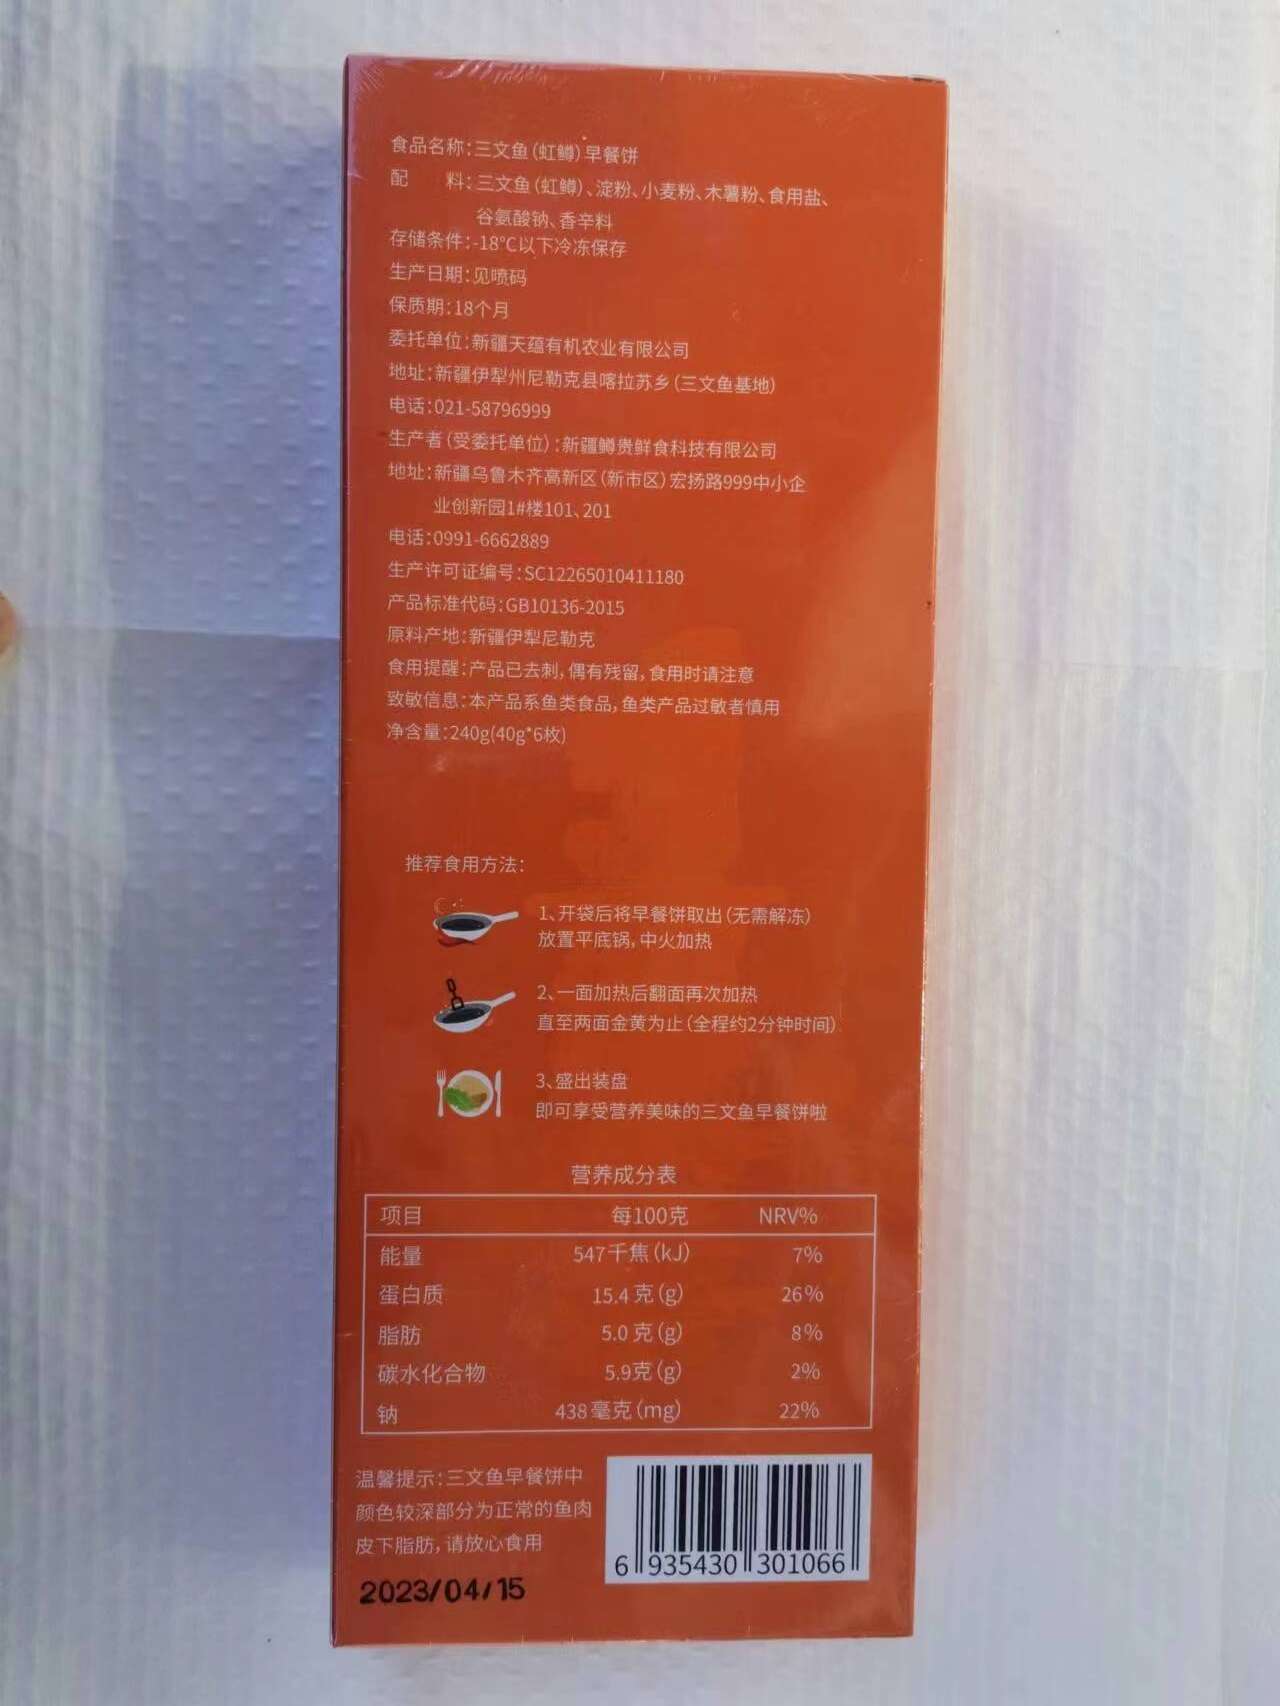 食品名称:三文鱼(虹鳟)早餐饼
配 料:三文鱼(虹鳟)、淀粉、小麦粉、木薯粉、食用盐、
谷氨酸钠、香辛料
存储条件:-18℃以下冷冻保存
生产日期:见喷码
保质期:18个月
委托单位:新疆天蕴有机农业有限公司
地址:新疆伊犁州尼勒克县喀拉苏乡(三文鱼基地)
电话:021-58796999
生产者(受委托单位):新疆鳟贵鲜食科技有限公司
地址:新疆乌鲁木齐高新区(新市区)宏扬路999中小企
业创新园1#楼101、201
电话:0991-6662889
生产许可证编号:SC12265010411180
产品标准代码:GB10136-2015
原料产地:新疆伊犁尼勒克
食用提醒:产品已去刺,偶有残留,食用时请注意
致敏信息:本产品系鱼类食品,鱼类产品过敏者慎用
净含量:240g(40g*6枚)
推荐食用方法:
1、开袋后将早餐饼取出(无需解冻)
放置平底锅,中火加热
2、一面加热后翻面再次加热
直至两面金黄为止(全程约2分钟时间)
3、盛出装盘
即可享受营养美味的三文鱼早餐饼啦
营养成分表
项目 每100克 NRV%
能量 547千焦(kJ) 7%
蛋白质 15.4克(g) 26%
脂肪 5.0克(g) 8%
碳水化合物 5.9克(g) 2%
钠 438毫克(mg) 22%
温馨提示:三文鱼早餐饼中
颜色较深部分为正常的鱼肉
皮下脂肪,请放心食用
2023/04/15
6 935430 301066